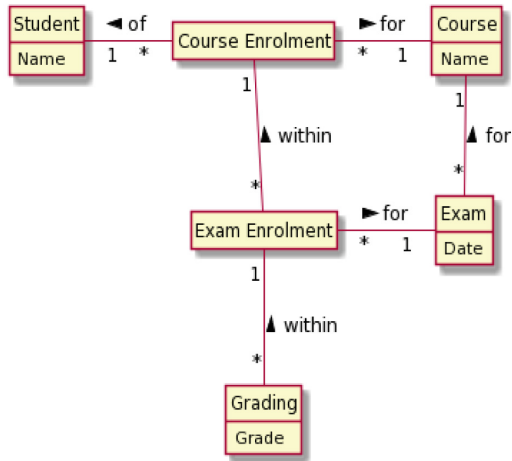 Student
Name
◄ of
1 *
Course Enrolment
► for
* 1
Course
Name
1
▲ within
*
1
▲ for
*
Exam Enrolment
► for
* 1
Exam
Date
1
▲ within
*
Grading
Grade